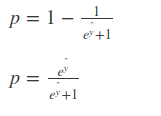 p = 1 − 1/(e^ŷ+1)
p = e^ŷ/(e^ŷ+1)